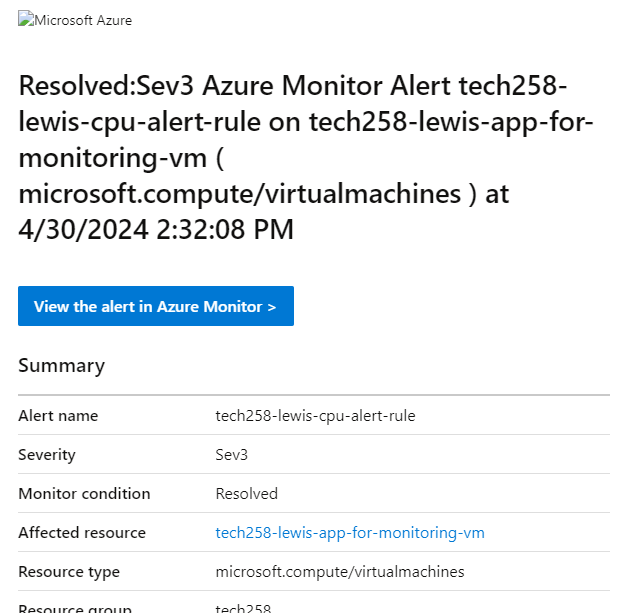 Microsoft Azure
Resolved:Sev3 Azure Monitor Alert tech258-
lewis-cpu-alert-rule on tech258-lewis-app-for-
monitoring-vm (
microsoft.compute/virtualmachines ) at
4/30/2024 2:32:08 PM
View the alert in Azure Monitor >
Summary
Alert name tech258-lewis-cpu-alert-rule
Severity Sev3
Monitor condition Resolved
Affected resource tech258-lewis-app-for-monitoring-vm
Resource type microsoft.compute/virtualmachines
Resource group tech258